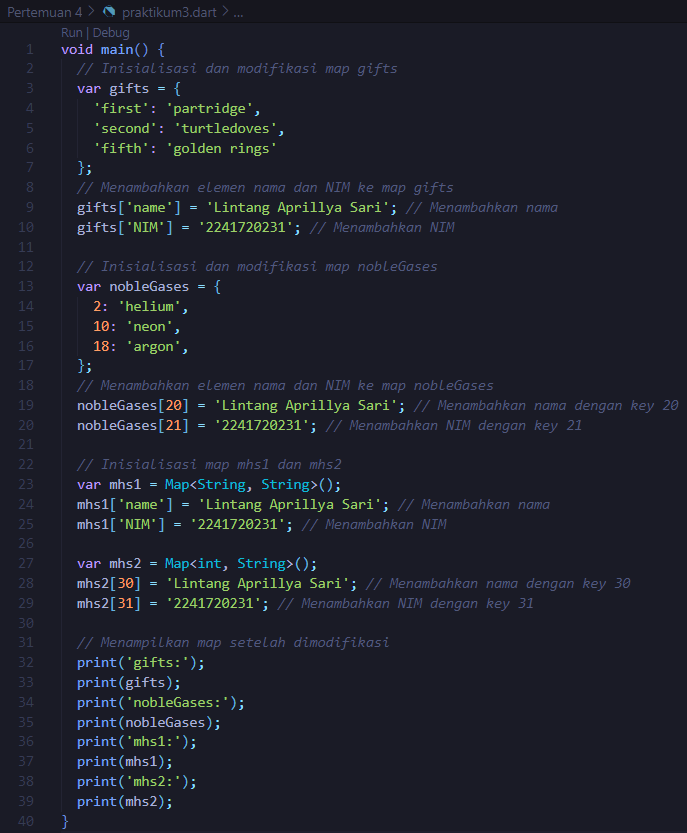 Pertemuan 4 > praktikum3.dart > ...
Run | Debug
1 void main() {
2 // Inisialisasi dan modifikasi map gifts
3 var gifts = {
4 'first': 'partridge',
5 'second': 'turtledoves',
6 'fifth': 'golden rings'
7 };
8 // Menambahkan elemen nama dan NIM ke map gifts
9 gifts['name'] = 'Lintang Aprillya Sari'; // Menambahkan nama
10 gifts['NIM'] = '2241720231'; // Menambahkan NIM
11
12 // Inisialisasi dan modifikasi map nobleGases
13 var nobleGases = {
14 2: 'helium',
15 10: 'neon',
16 18: 'argon',
17 };
18 // Menambahkan elemen nama dan NIM ke map nobleGases
19 nobleGases[20] = 'Lintang Aprillya Sari'; // Menambahkan nama dengan key 20
20 nobleGases[21] = '2241720231'; // Menambahkan NIM dengan key 21
21
22 // Inisialisasi map mhs1 dan mhs2
23 var mhs1 = Map<String, String>();
24 mhs1['name'] = 'Lintang Aprillya Sari'; // Menambahkan nama
25 mhs1['NIM'] = '2241720231'; // Menambahkan NIM
26
27 var mhs2 = Map<int, String>();
28 mhs2[30] = 'Lintang Aprillya Sari'; // Menambahkan nama dengan key 30
29 mhs2[31] = '2241720231'; // Menambahkan NIM dengan key 31
30
31 // Menampilkan map setelah dimodifikasi
32 print('gifts:');
33 print(gifts);
34 print('nobleGases:');
35 print(nobleGases);
36 print('mhs1:');
37 print(mhs1);
38 print('mhs2:');
39 print(mhs2);
40 }